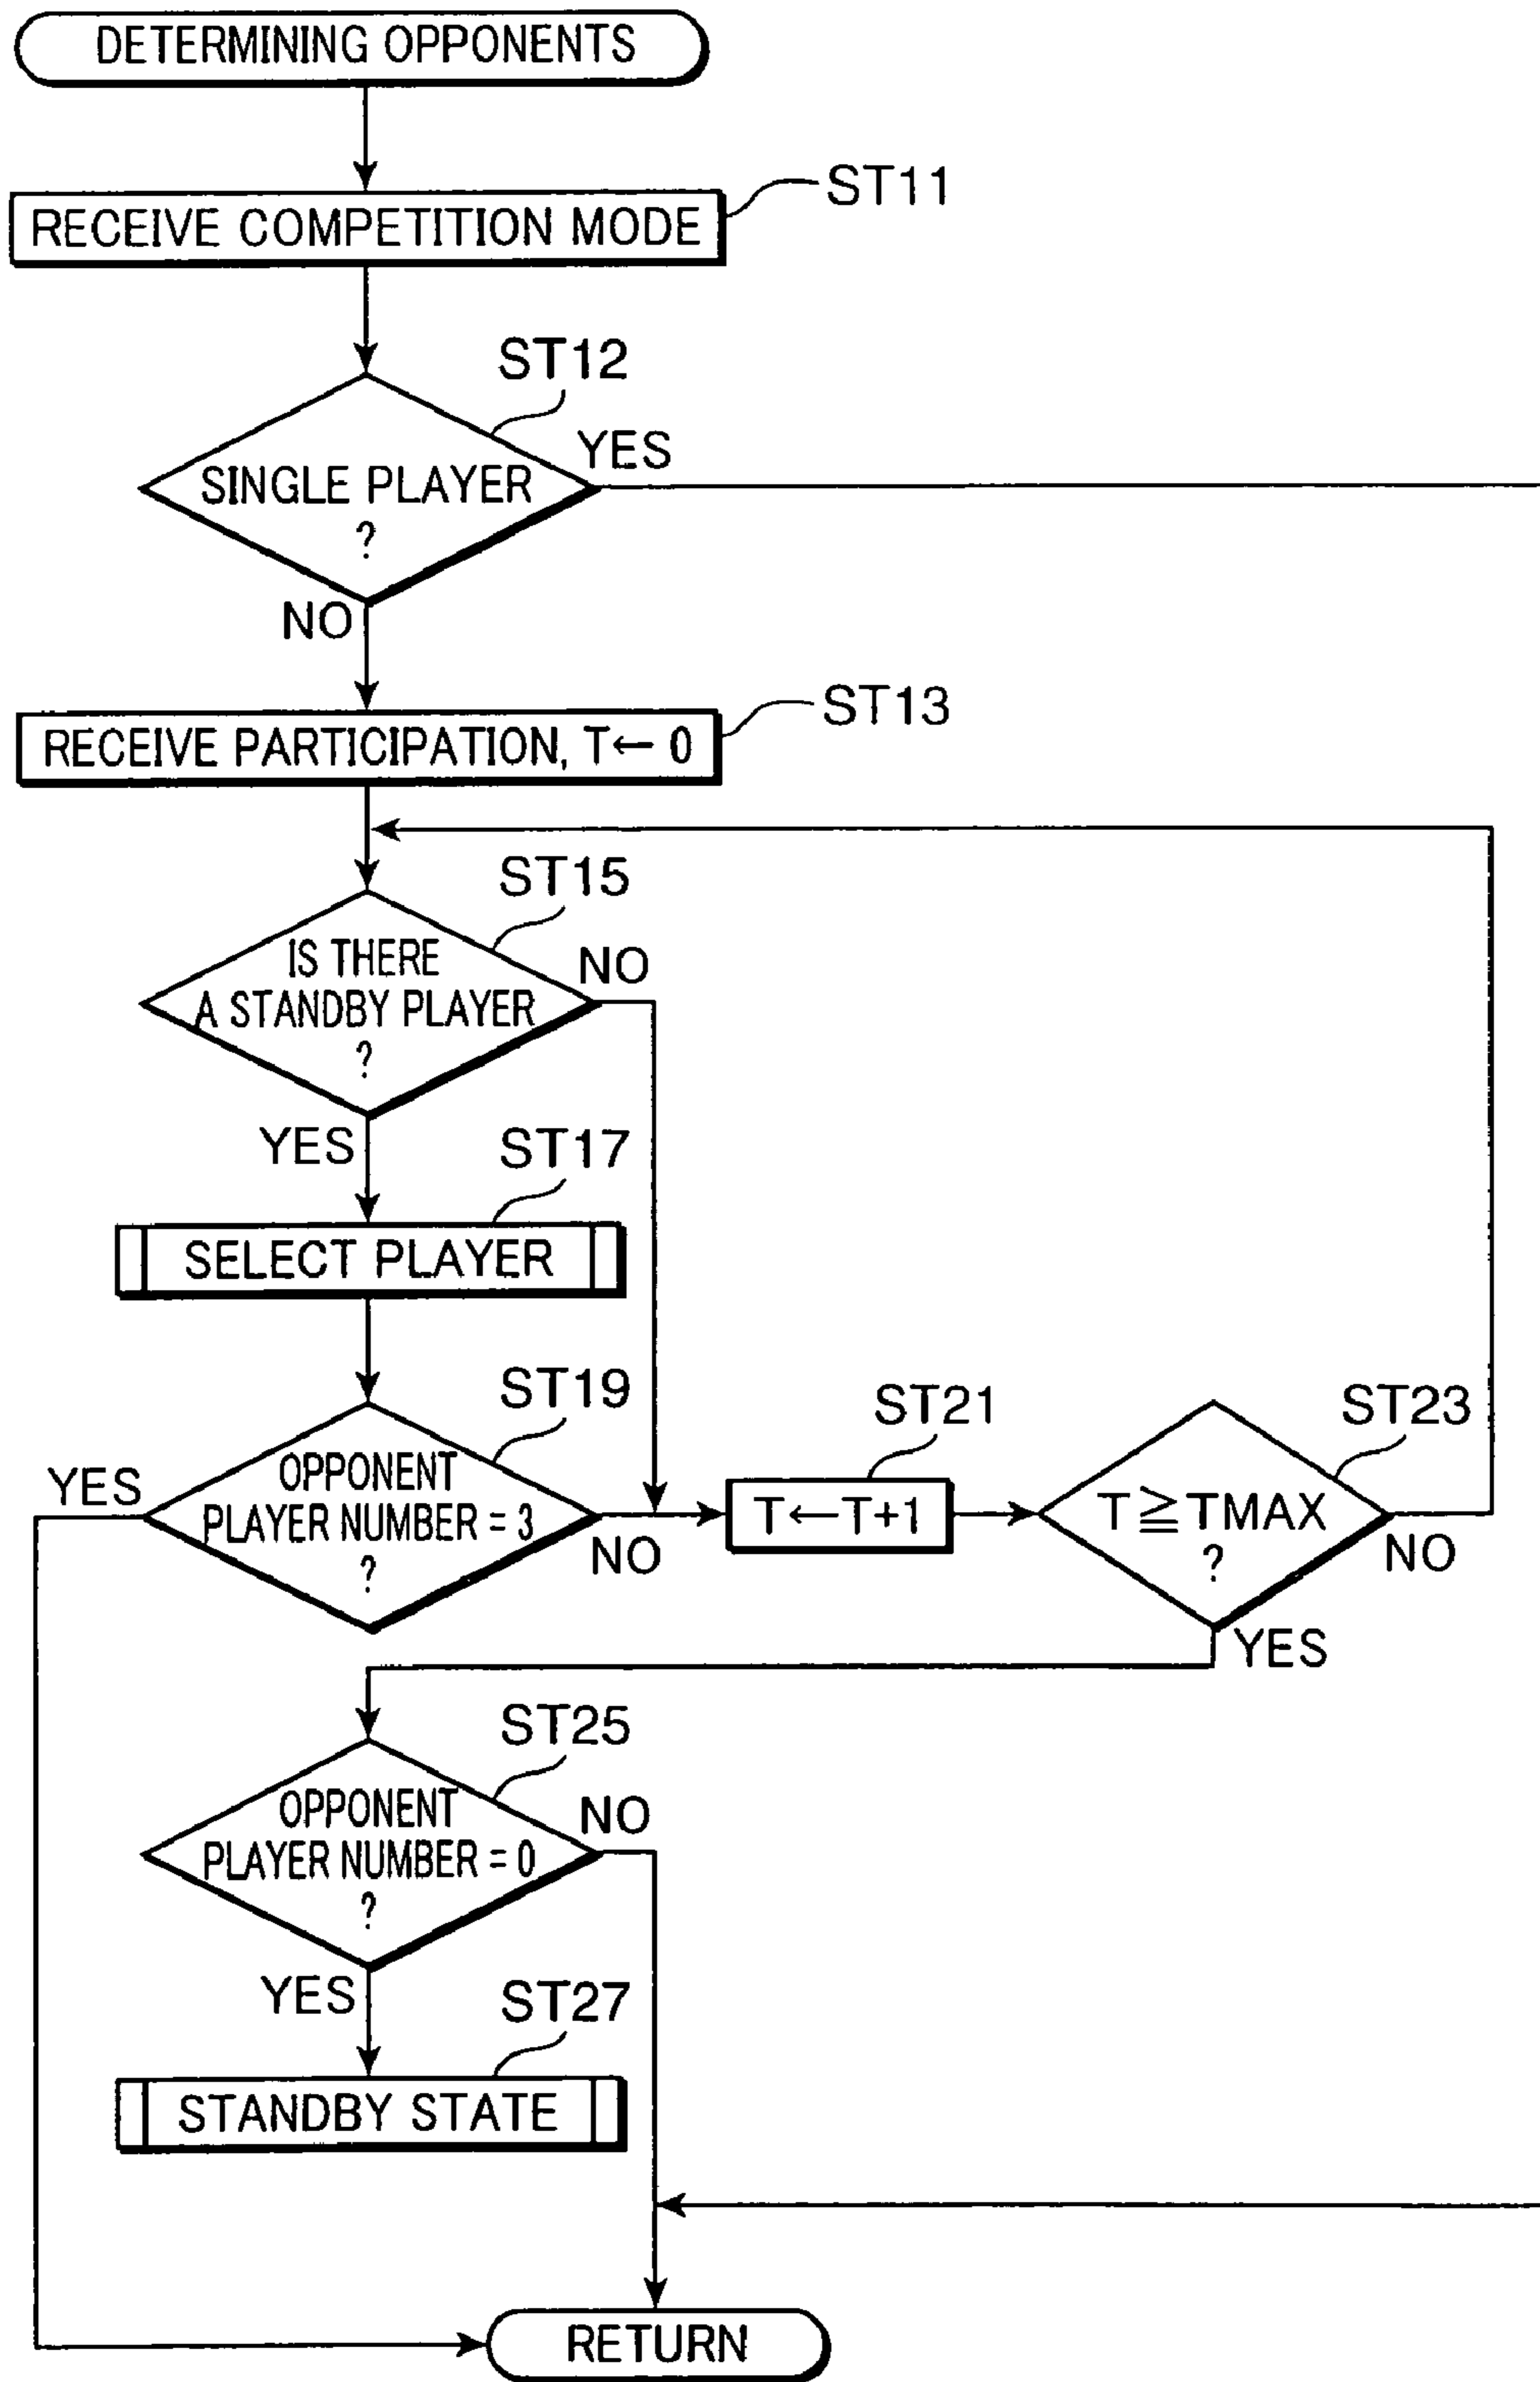 DETERMINING OPPONENTS
ST11
RECEIVE COMPETITION MODE
ST12
YES
SINGLE PLAYER
?
NO
ST13
RECEIVE PARTICIPATION, T← 0
ST15
IS THERE
NO
A STANDBY PLAYER
?
YES
ST17
SELECT PLAYER
ST19
ST21
ST23
YES
OPPONENT
PLAYER NUMBER = 3
?
NO
T←T+1
T≧TMAX
?
NO
YES
ST25
OPPONENT
NO
PLAYER NUMBER = 0
?
YES
ST27
STANDBY STATE
RETURN